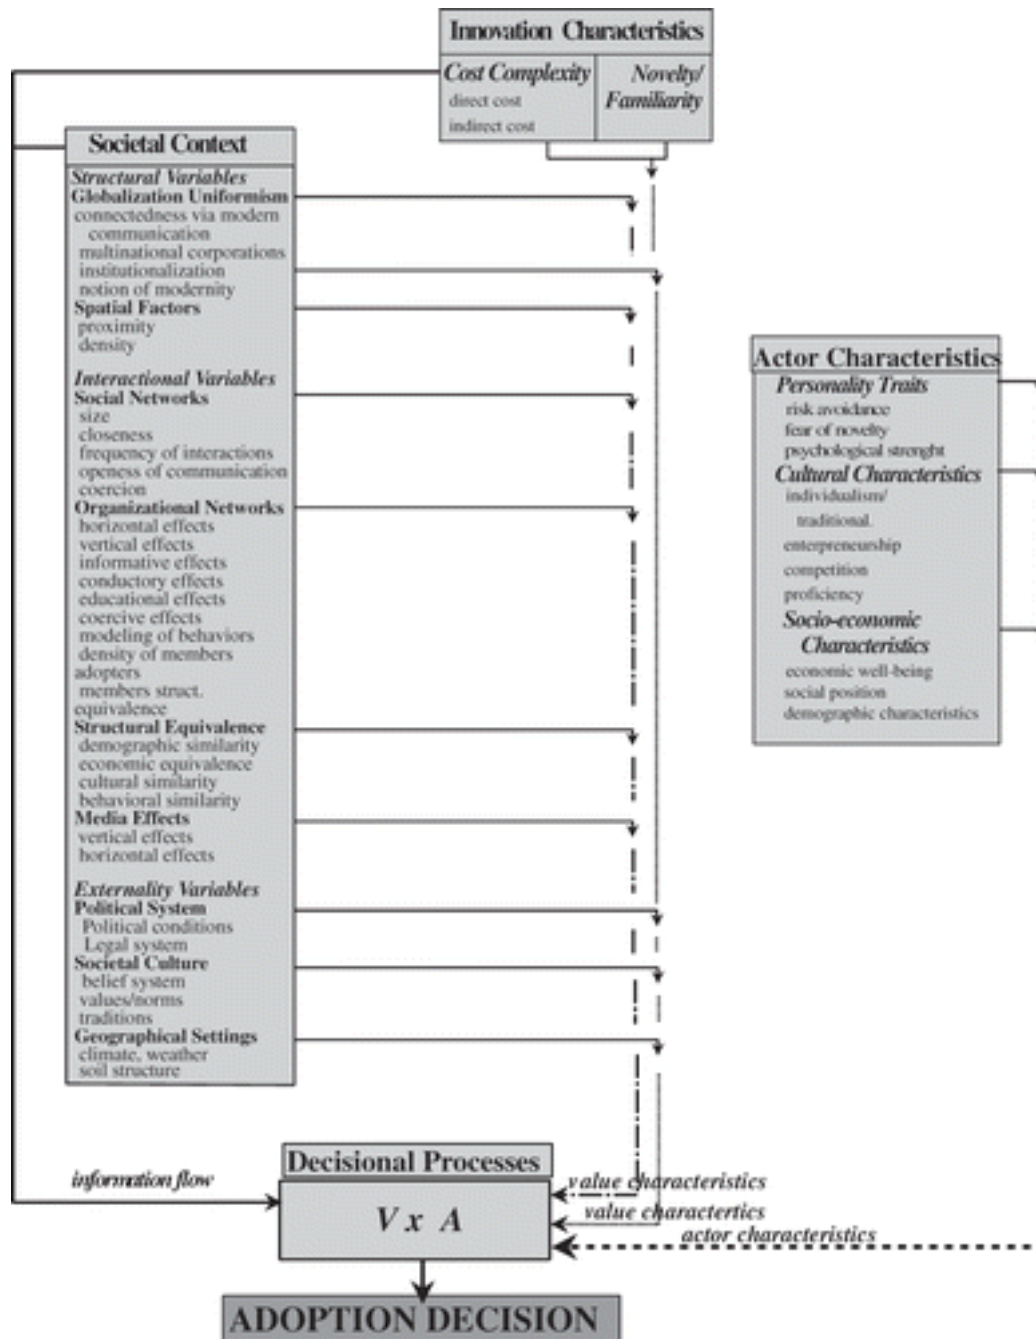 Innovation Characteristics
Cost Complexity
direct cost
indirect cost
Novelty/
Familiarity
Societal Context
Structural Variables
Globalization Uniformism
connectedness via modern
communication
multinational corporations
institutionalization
notion of modernity
Spatial Factors
proximity
density
Interactional Variables
Social Networks
size
closeness
frequency of interactions
openess of communication
coercion
Organizational Networks
horizontal effects
vertical effects
informative effects
conductory effects
educational effects
coercive effects
modeling of behaviors
density of members
adopters
members struct.
equivalence
Structural Equivalence
demographic similarity
economic equivalence
cultural similarity
behavioral similarity
Media Effects
vertical effects
horizontal effects
Externality Variables
Political System
Political conditions
Legal system
Societal Culture
belief system
values/norms
traditions
Geographical Settings
climate, weather
soil structure
Actor Characteristics
Personality Traits
risk avoidance
fear of novelty
psychological strenght
Cultural Characteristics
individualism/
traditional.
enterpreneurship
competition
proficiency
Socio-economic
Characteristics
economic well-being
social position
demographic characteristics
information flow
Decisional Processes
V x A
value characteristics
value charactertics
actor characteristics
ADOPTION DECISION